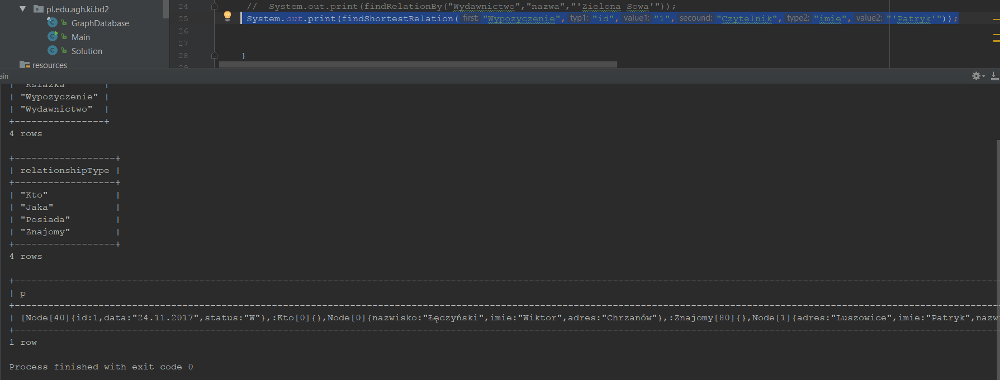 pl.edu.agh.ki.bd2
GraphDatabase
Main
Solution
resources
24 // System.out.print(findRelationBy("Wydawnictwo","nazwa","'Zielona Sowa'"));
25 System.out.print(findShortestRelation( first: "Wypozyczenie", typ1: "id", value1: "1", secound: "Czytelnik", type2: "imie", value2: "'Patryk'"));
26
27
28 }
29
ain
| "Ksiazka |
| "Wypozyczenie" |
| "Wydawnictwo" |
+----------------+
4 rows
+------------------+
| relationshipType |
+------------------+
| "Kto" |
| "Jaka" |
| "Posiada" |
| "Znajomy" |
+------------------+
4 rows
| p
| [Node[40]{id:1,data:"24.11.2017",status:"W"},:Kto[0]{},Node[0]{nazwisko:"Łęczyński",imie:"Wiktor",adres:"Chrzanów"},:Znajomy[80]{},Node[1]{adres:"Luszowice",imie:"Patryk",nazwi
1 row
Process finished with exit code 0